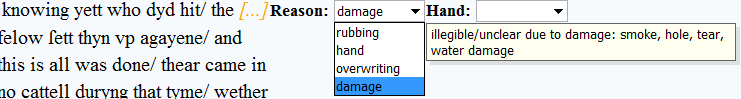 knowing yett who dyd hit/ the [...] Reason: damage Hand:
felow ſett thyn vp agayene/ and
this is all was done/ thear came in
no cattell duryng that tyme/ wether
rubbing
hand
overwriting
damage
illegible/unclear due to damage: smoke, hole, tear,
water damage